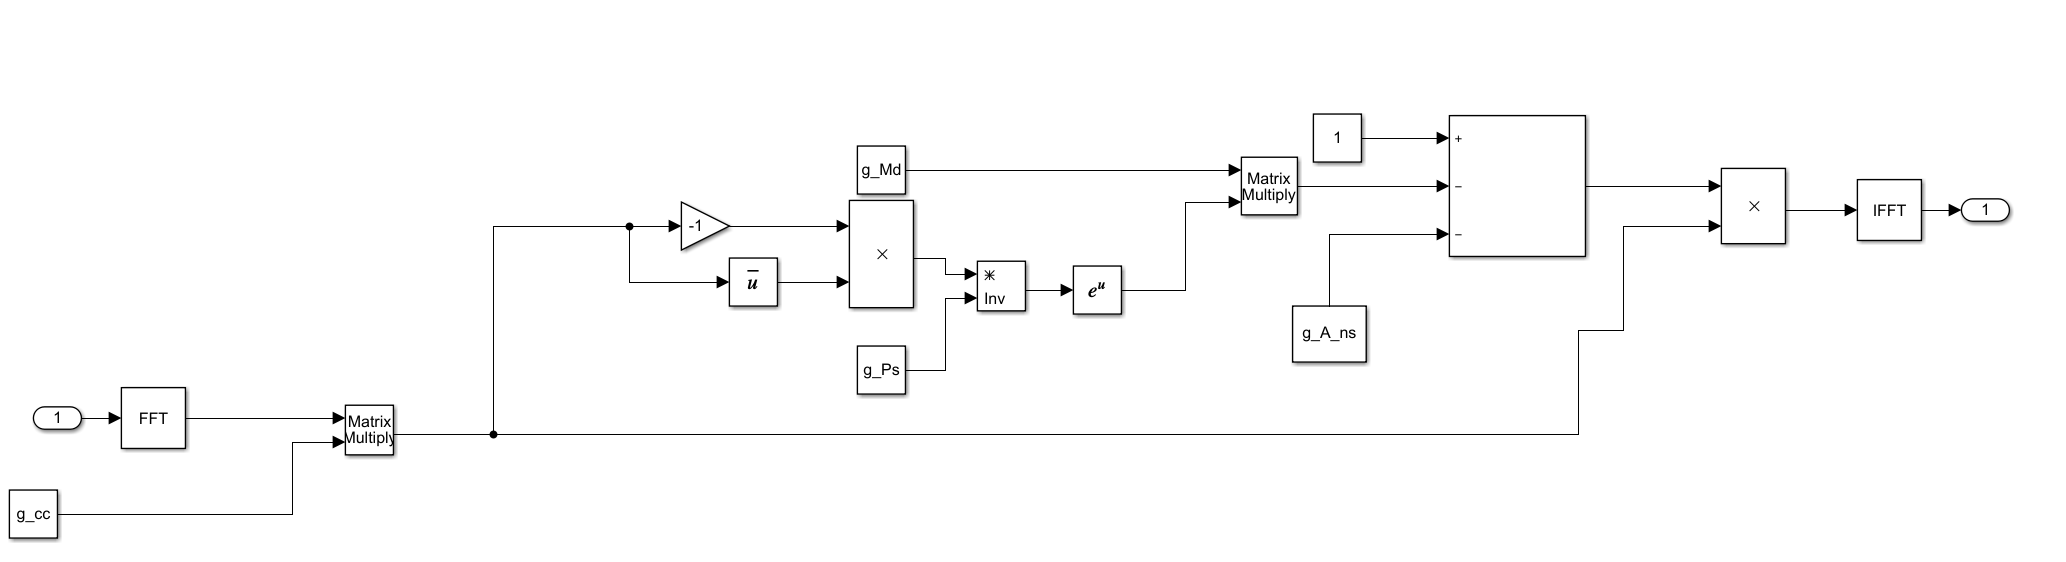 1
+
g_Md
Matrix
Multiply
−
-1
×
×
IFFT
1
u̅
−
*
Inv
eᵘ
g_A_ns
g_Ps
1
FFT
Matrix
Multiply
g_cc